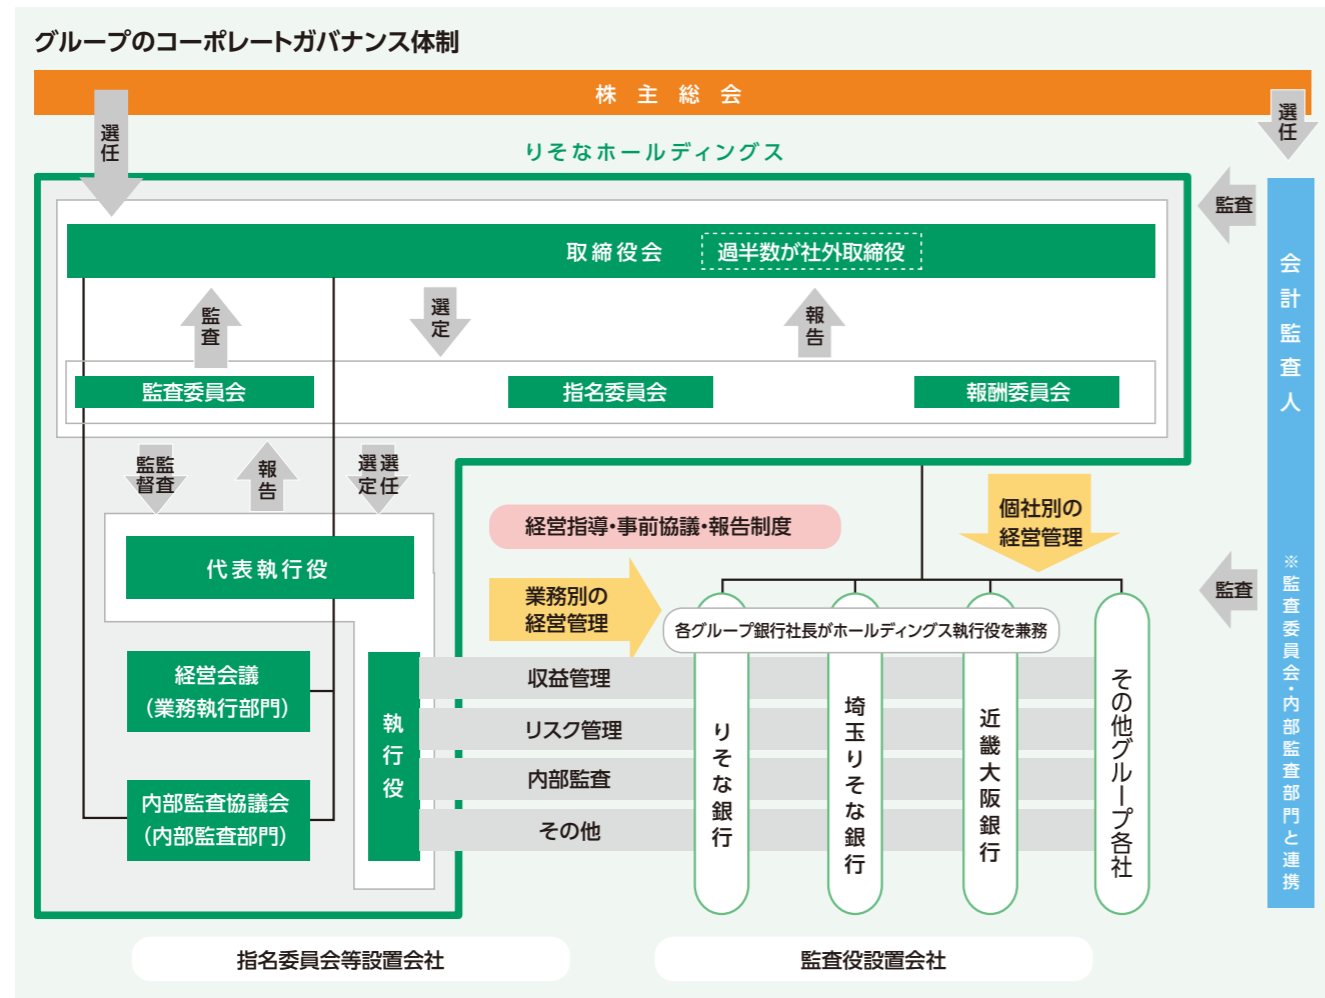 グループのコーポレートガバナンス体制
株主総会
選任
選任
りそなホールディングス
監査
取締役会
過半数が社外取締役
監査
選定
報告
監査委員会
指名委員会
報酬委員会
監督
監査
報告
選定
選任
代表執行役
経営会議
（業務執行部門）
内部監査協議会
（内部監査部門）
執行役
経営指導・事前協議・報告制度
個社別の
経営管理
業務別の
経営管理
各グループ銀行社長がホールディングス執行役を兼務
収益管理
リスク管理
内部監査
その他
りそな銀行
埼玉りそな銀行
近畿大阪銀行
その他グループ各社
監査
会計監査人
※監査委員会・内部監査部門と連携
指名委員会等設置会社
監査役設置会社